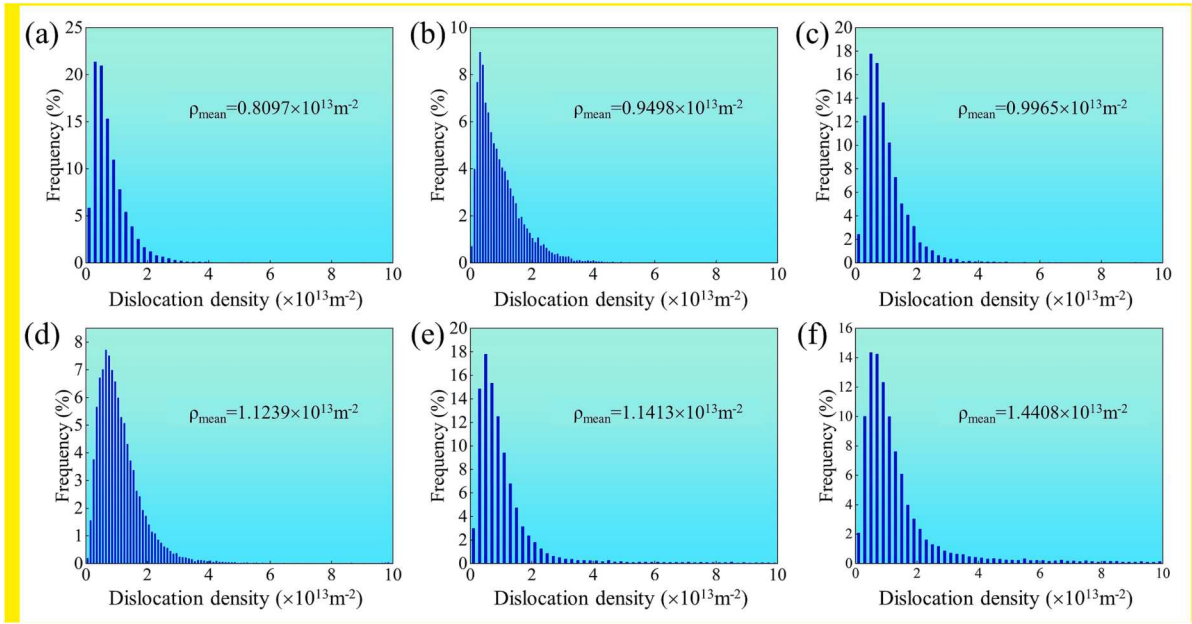 (a)
25
20
15
10
5
0
0 2 4 6 8 10
Frequency (%)
Dislocation density (×10¹³m⁻²)
ρmean=0.8097×10¹³m⁻²
(b)
10
8
6
4
2
0
0 2 4 6 8 10
Frequency (%)
Dislocation density (×10¹³m⁻²)
ρmean=0.9498×10¹³m⁻²
(c)
20
18
16
14
12
10
8
6
4
2
0
0 2 4 6 8 10
Frequency (%)
Dislocation density (×10¹³m⁻²)
ρmean=0.9965×10¹³m⁻²
(d)
8
7
6
5
4
3
2
1
0
0 2 4 6 8 10
Frequency (%)
Dislocation density (×10¹³m⁻²)
ρmean=1.1239×10¹³m⁻²
(e)
20
18
16
14
12
10
8
6
4
2
0
0 2 4 6 8 10
Frequency (%)
Dislocation density (×10¹³m⁻²)
ρmean=1.1413×10¹³m⁻²
(f)
16
14
12
10
8
6
4
2
0
0 2 4 6 8 10
Frequency (%)
Dislocation density (×10¹³m⁻²)
ρmean=1.4408×10¹³m⁻²